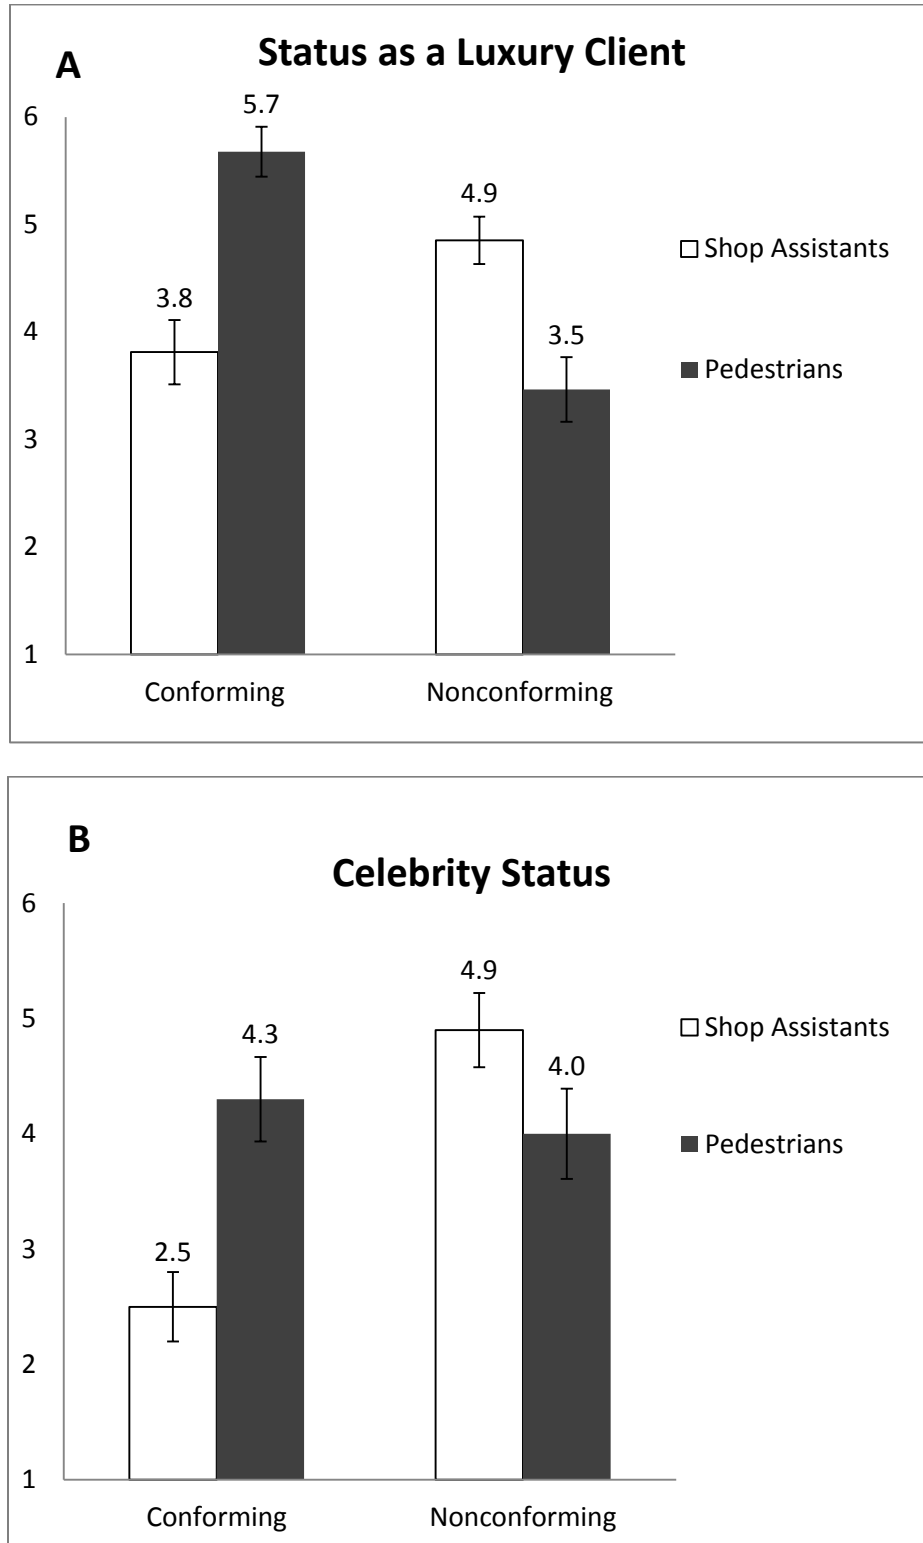 A
Status as a Luxury Client
6
5
4
3
2
1
5.7
4.9
3.8
3.5
Shop Assistants
Pedestrians
Conforming Nonconforming
B
Celebrity Status
6
5
4
3
2
1
4.9
4.3
4.0
2.5
Shop Assistants
Pedestrians
Conforming Nonconforming